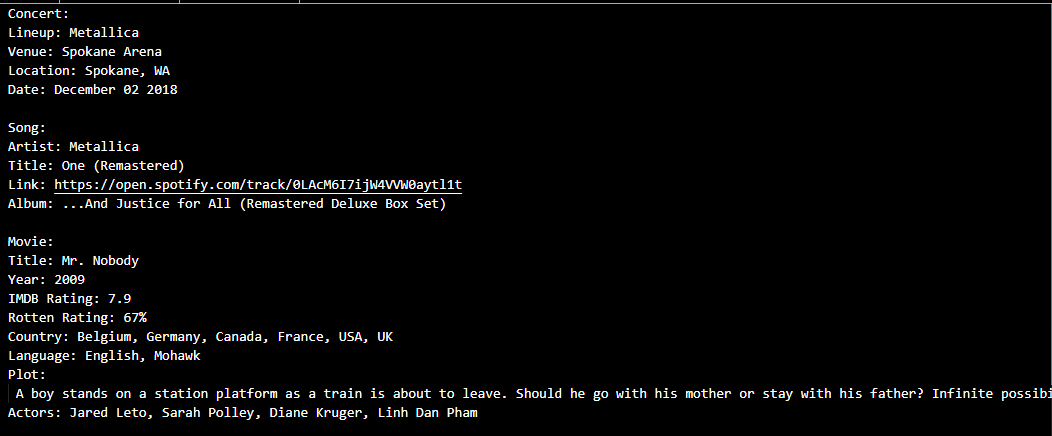 Concert:
Lineup: Metallica
Venue: Spokane Arena
Location: Spokane, WA
Date: December 02 2018
Song:
Artist: Metallica
Title: One (Remastered)
Link: https://open.spotify.com/track/0LAcM6I7ijW4VVW0aytl1t
Album: ...And Justice for All (Remastered Deluxe Box Set)
Movie:
Title: Mr. Nobody
Year: 2009
IMDB Rating: 7.9
Rotten Rating: 67%
Country: Belgium, Germany, Canada, France, USA, UK
Language: English, Mohawk
Plot:
A boy stands on a station platform as a train is about to leave. Should he go with his mother or stay with his father? Infinite possibi
Actors: Jared Leto, Sarah Polley, Diane Kruger, Linh Dan Pham